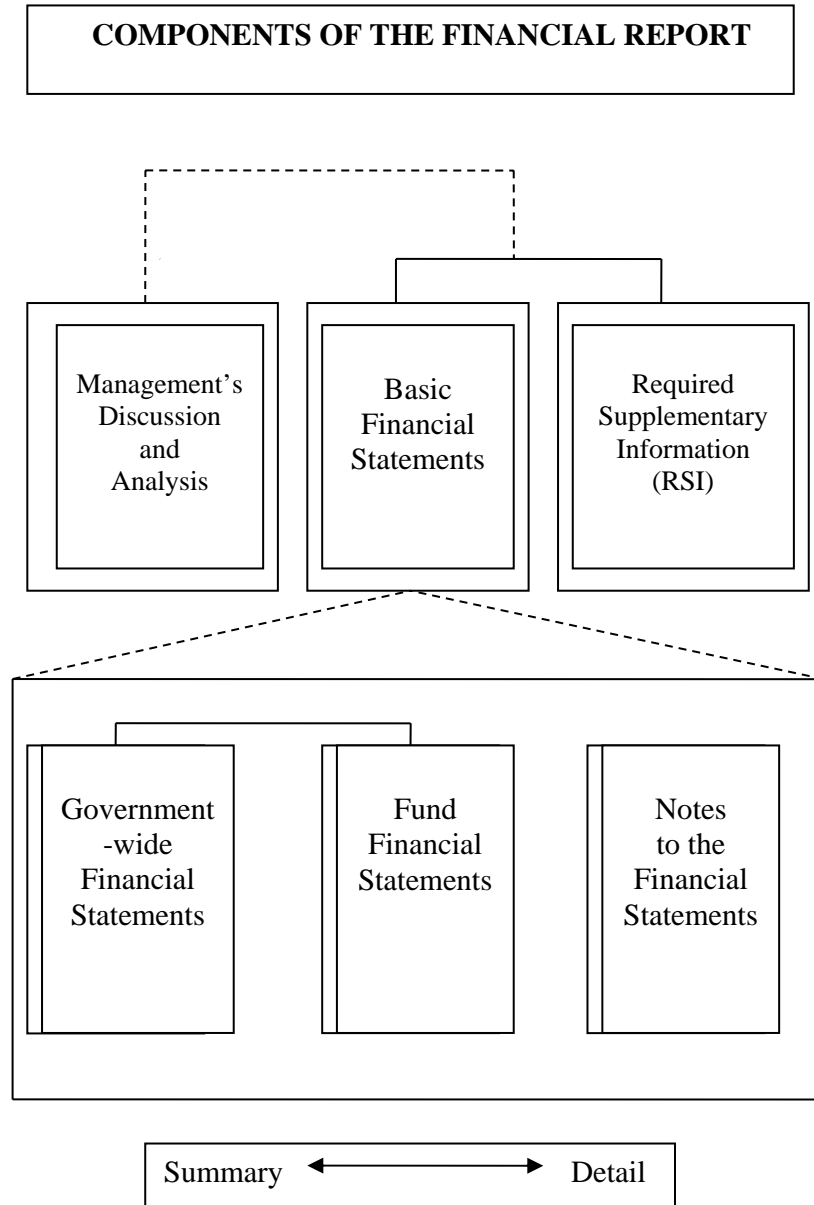 COMPONENTS OF THE FINANCIAL REPORT
Management’s
Discussion
and
Analysis
Basic
Financial
Statements
Required
Supplementary
Information
(RSI)
Government
-wide
Financial
Statements
Fund
Financial
Statements
Notes
to the
Financial
Statements
Summary
Detail